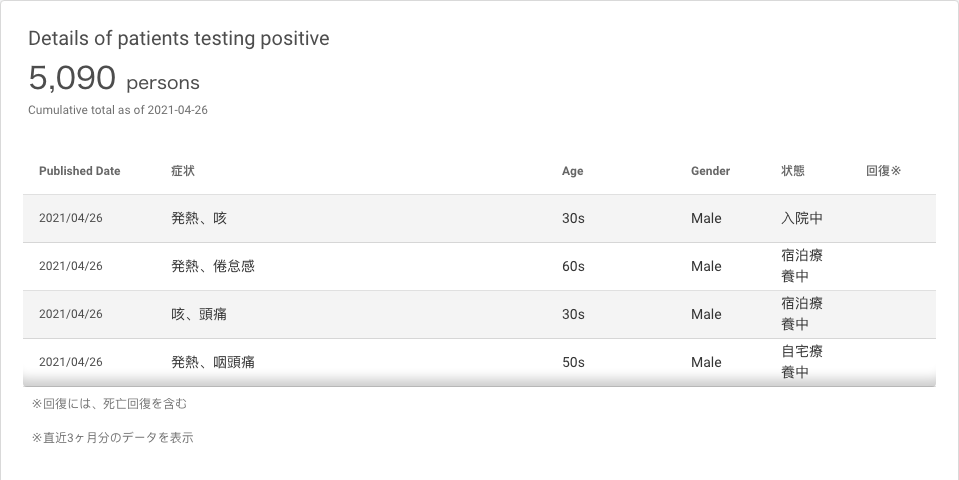 Details of patients testing positive
5,090 persons
Cumulative total as of 2021-04-26
Published Date 症状 Age Gender 状態 回復※
2021/04/26 発熱、咳 30s Male 入院中
2021/04/26 発熱、倦怠感 60s Male 宿泊療
養中
2021/04/26 咳、頭痛 30s Male 宿泊療
養中
2021/04/26 発熱、咽頭痛 50s Male 自宅療
養中
※回復には、死亡回復を含む
※直近3ヶ月分のデータを表示